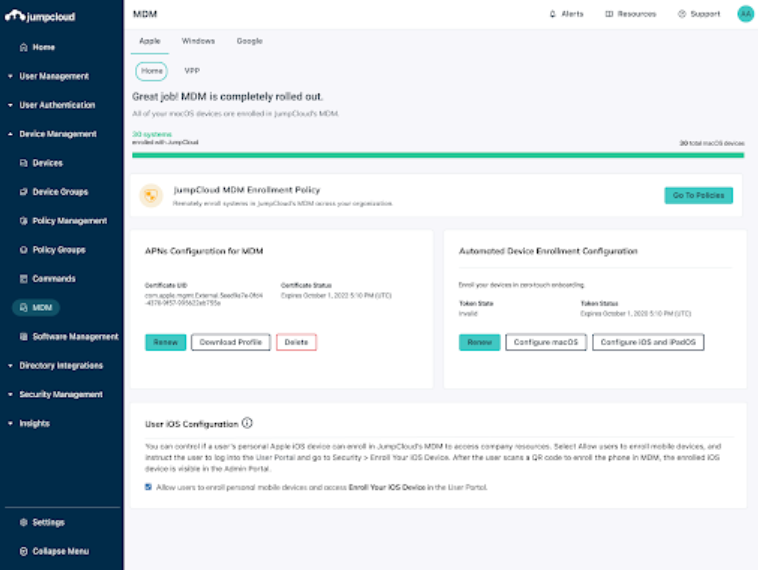 jumpcloud
MDM
Alerts
Resources
Support
AA
Home
User Management
User Authentication
Device Management
Devices
Device Groups
Policy Management
Policy Groups
Commands
MDM
Software Management
Directory Integrations
Security Management
Insights
Settings
Collapse Menu
Apple Windows Google
Home VPP
Great job! MDM is completely rolled out.
All of your macOS devices are enrolled in JumpCloud's MDM.
30 systems
enrolled with JumpCloud
30 total macOS devices
JumpCloud MDM Enrollment Policy
Remotely enroll systems in JumpCloud's MDM across your organization.
Go To Policies
APNs Configuration for MDM
Certificate UID
com.apple.mgmt.External.
Certificate Status
Expires October 1, 2022 5:10 PM (UTC)
Renew Download Profile Delete
Automated Device Enrollment Configuration
Enroll your devices in zero-touch onboarding.
Token State
Invalid
Token Status
Expires October 1, 2022 5:10 PM (UTC)
Renew Configure macOS Configure iOS and iPadOS
User iOS Configuration
You can control if a user's personal Apple iOS device can enroll in JumpCloud's MDM to access company resources. Select Allow users to enroll mobile devices, and
instruct the user to log into the User Portal and go to Security > Enroll Your iOS Device. After the user scans a QR code to enroll the phone in MDM, the enrolled iOS
device is visible in the Admin Portal.
Allow users to enroll personal mobile devices and access Enroll Your iOS Device in the User Portal.